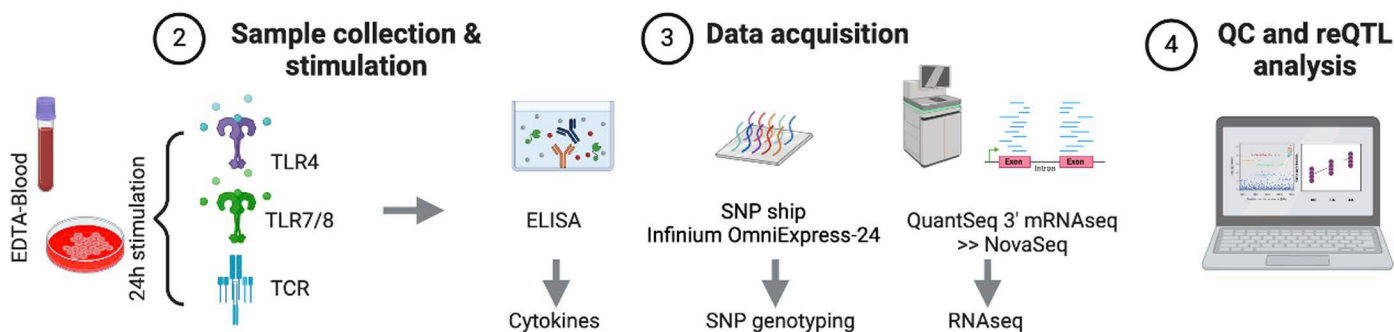 2
Sample collection &
stimulation
3
Data acquisition
4
QC and reQTL
analysis
EDTA-Blood
24h stimulation
TLR4
TLR7/8
TCR
ELISA
Cytokines
SNP ship
Infinium OmniExpress-24
SNP genotyping
Exon
Intron
Exon
QuantSeq 3' mRNAseq
>> NovaSeq
RNAseq